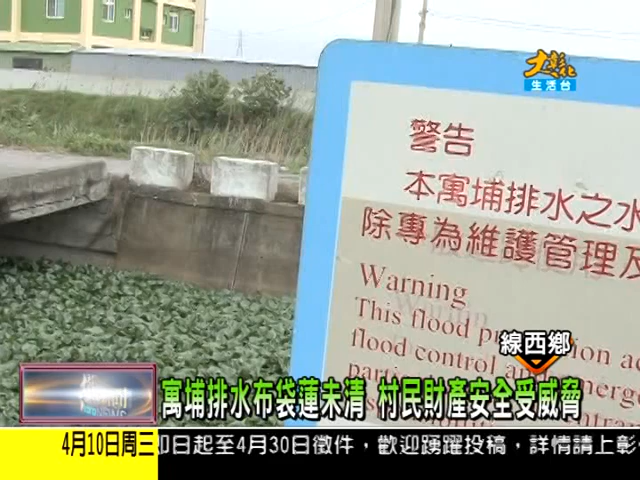 大彰化
生活台
警告
本寓埔排水之水
除專為維護管理及
Warning
This flood
flood control and emerg
線西鄉
寓埔排水布袋蓮未清 村民財產安全受威脅
4月10日周三
即日起至4月30日徵件，歡迎踴躍投稿，詳情請上彰